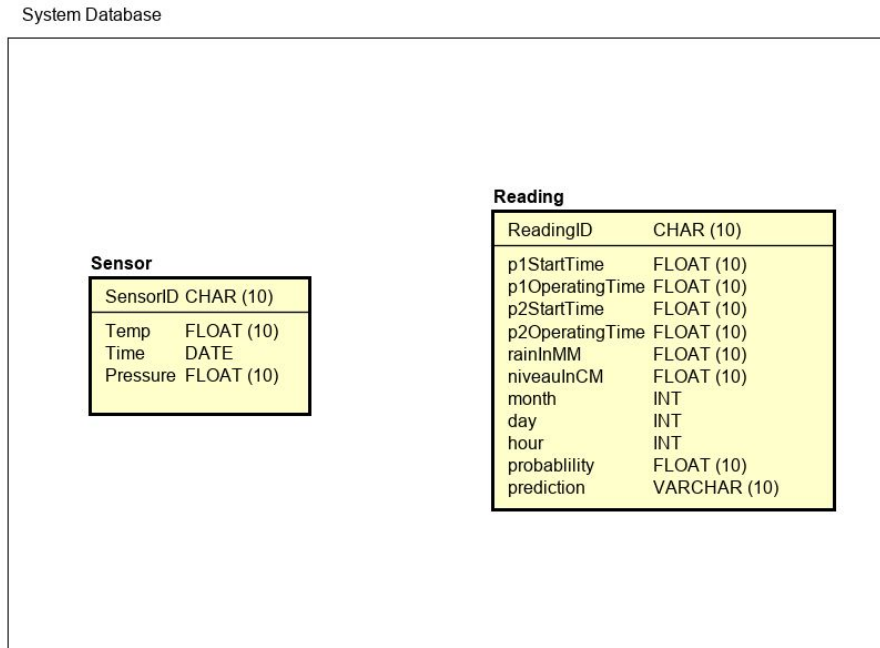 System Database
Sensor
SensorID CHAR (10)
Temp FLOAT (10)
Time DATE
Pressure FLOAT (10)
Reading
ReadingID CHAR (10)
p1StartTime FLOAT (10)
p1OperatingTime FLOAT (10)
p2StartTime FLOAT (10)
p2OperatingTime FLOAT (10)
rainInMM FLOAT (10)
niveauInCM FLOAT (10)
month INT
day INT
hour INT
probablility FLOAT (10)
prediction VARCHAR (10)